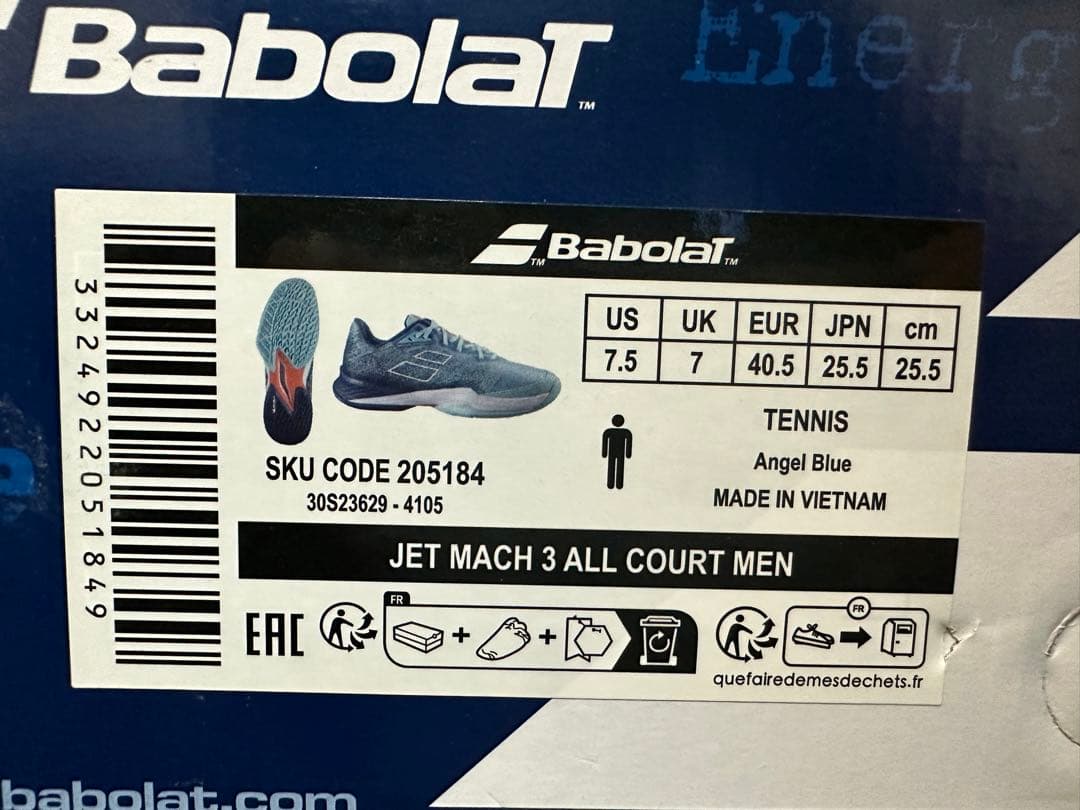 BabolaT™
Energ
BabolaT™
3324922051849
US UK EUR JPN cm
7.5 7 40.5 25.5 25.5
TENNIS
Angel Blue
MADE IN VIETNAM
SKU CODE 205184
30S23629 - 4105
JET MACH 3 ALL COURT MEN
EAC
FR
+ +
FR
quefairedemesdechets.fr
babolat.com